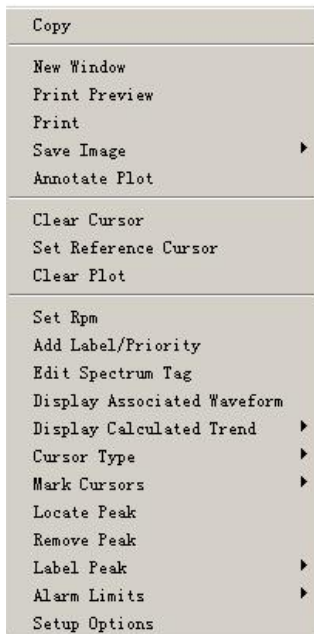 Copy
New Window
Print Preview
Print
Save Image
Annotate Plot
Clear Cursor
Set Reference Cursor
Clear Plot
Set Rpm
Add Label/Priority
Edit Spectrum Tag
Display Associated Waveform
Display Calculated Trend
Cursor Type
Mark Cursors
Locate Peak
Remove Peak
Label Peak
Alarm Limits
Setup Options